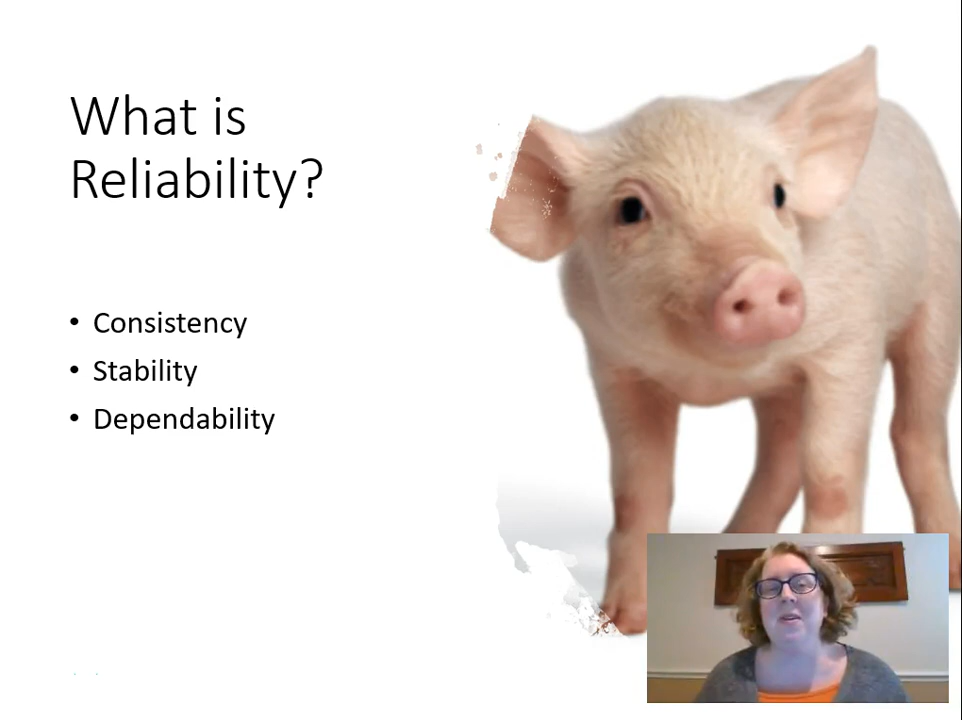 What is
Reliability?
• Consistency
• Stability
• Dependability